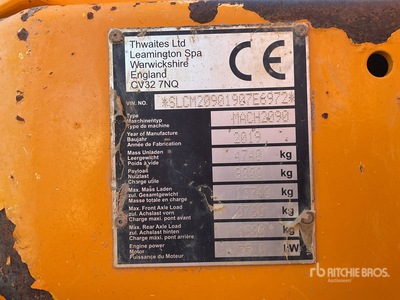 Thwaites Ltd
Leamington Spa
Warwickshire
England
CV32 7NQ
CE
VIN. NO. *SLCM20901907E6972*
Type
Maschinentyp MACH2090
Type de machine
Year of Manufacture
Baujahr 2019
Année de Fabrication
Mass Unladen
Leergewicht kg
Poids à vide
Payload
Nutzlast kg
Charge utile
Max. Mass Laden
zul. Gesamtgewicht kg
Masse totale en charge
Max. Front Axle Load
zul. Achslast vorn kg
Charge maxi. pont avant
Max. Rear Axle Load
zul. Achslast hinten kg
Charge maxi. pont arrière
Engine power
Motor kW
Puissance du Moteur
rb RITCHIE BROS.
Auctioneers